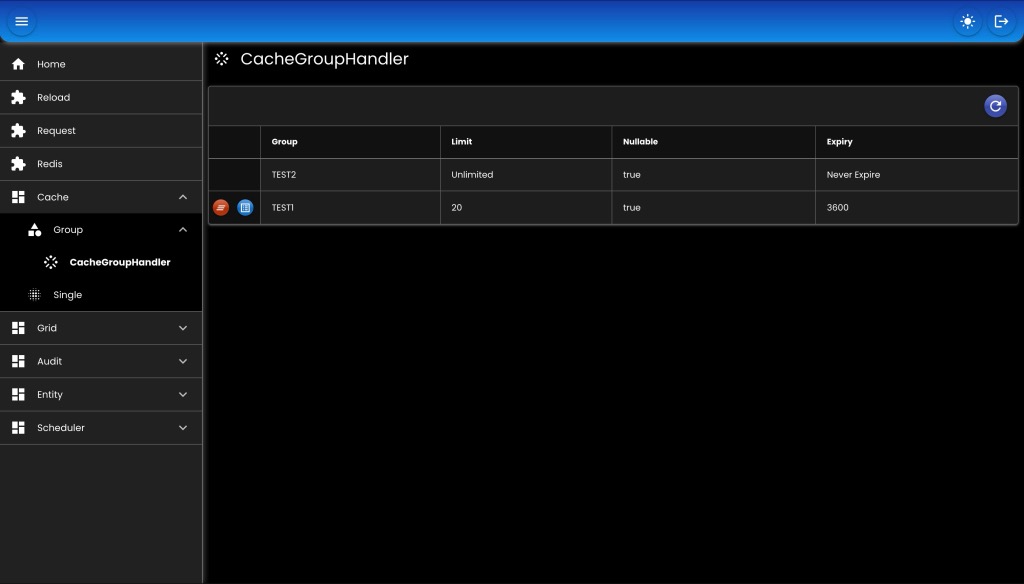 CacheGroupHandler
Home
Reload
Request
Redis
Cache
Group
CacheGroupHandler
Single
Grid
Audit
Entity
Scheduler
Group Limit Nullable Expiry
TEST2 Unlimited true Never Expire
TEST1 20 true 3600